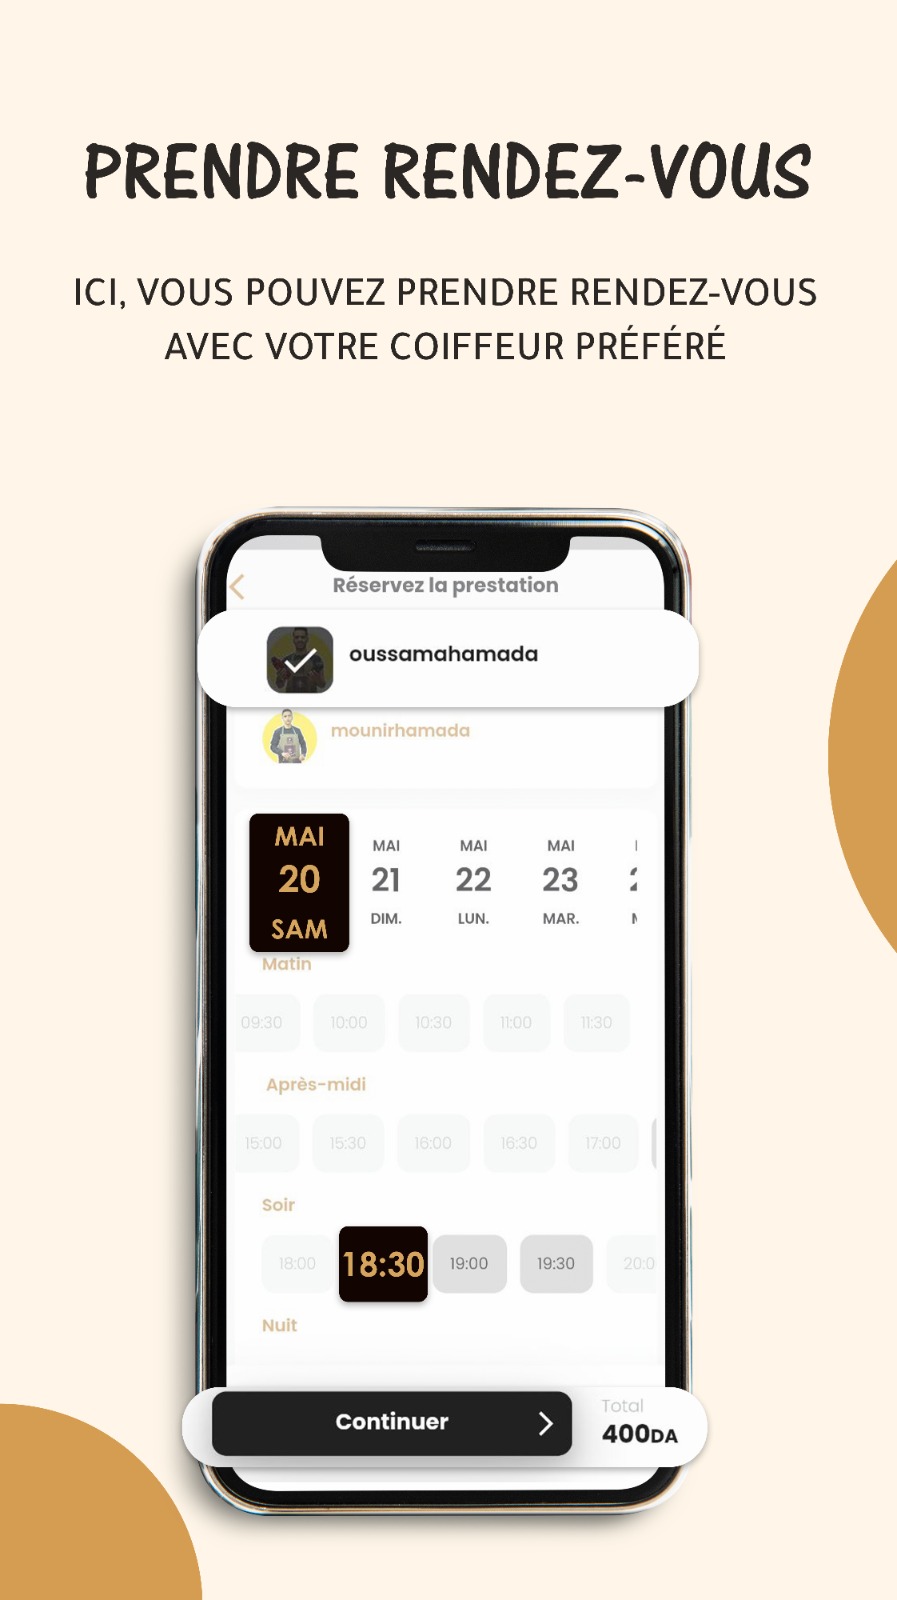 PRENDRE RENDEZ-VOUS
ICI, VOUS POUVEZ PRENDRE RENDEZ-VOUS
AVEC VOTRE COIFFEUR PRÉFÉRÉ
Réservez la prestation
oussamahamada
mounirhamada
MAI MAI MAI MAI
20 21 22 23
SAM DIM. LUN. MAR.
Matin
09:30 10:00 10:30 11:00 11:30
Après-midi
15:00 15:30 16:00 16:30 17:00
Soir
18:00 18:30 19:00 19:30 20:0
Nuit
Continuer
Total
400DA